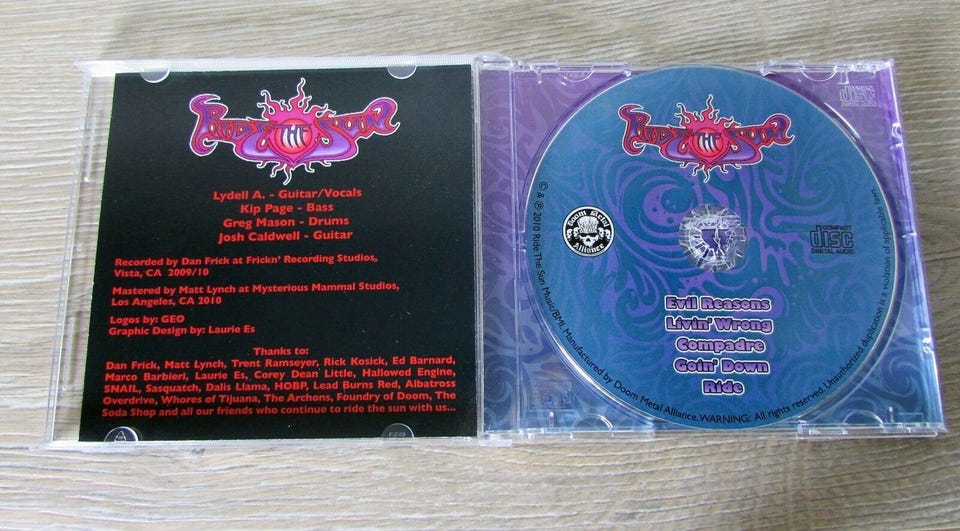 RIDE THE SUN
Lydell A. - Guitar/Vocals
Kip Page - Bass
Greg Mason - Drums
Josh Caldwell - Guitar
Recorded by Dan Frick at Frickn' Recording Studios,
Vista, CA 2009/10
Mastered by Matt Lynch at Mysterious Mammal Studios,
Los Angeles, CA 2010
Logos by: GEO
Graphic Design by: Laurie Es
Thanks to:
Dan Frick, Matt Lynch, Trent Ramseyer, Rick Kosick, Ed Barnard,
Marco Barbieri, Laurie Es, Corey Dean Little, Hallowed Engine,
SNAIL, Sasquatch, Dalis Llama, HOBP, Lead Burns Red, Albatross
Overdrive, Whores of Tijuana, The Archons, Foundry of Doom, The
Soda Shop and all our friends who continue to ride the sun with us...
RIDE THE SUN
disc
Doom Metal
Alliance
COMPACT
disc
DIGITAL AUDIO
Evil Reasons
Livin' Wrong
Compadre
Goin' Down
Ride
© & ℗ 2010 Ride The Sun Music/BMI. Manufactured by Doom Metal Alliance. WARNING: All rights reserved. Unauthorized duplication is a violation of applicable laws.